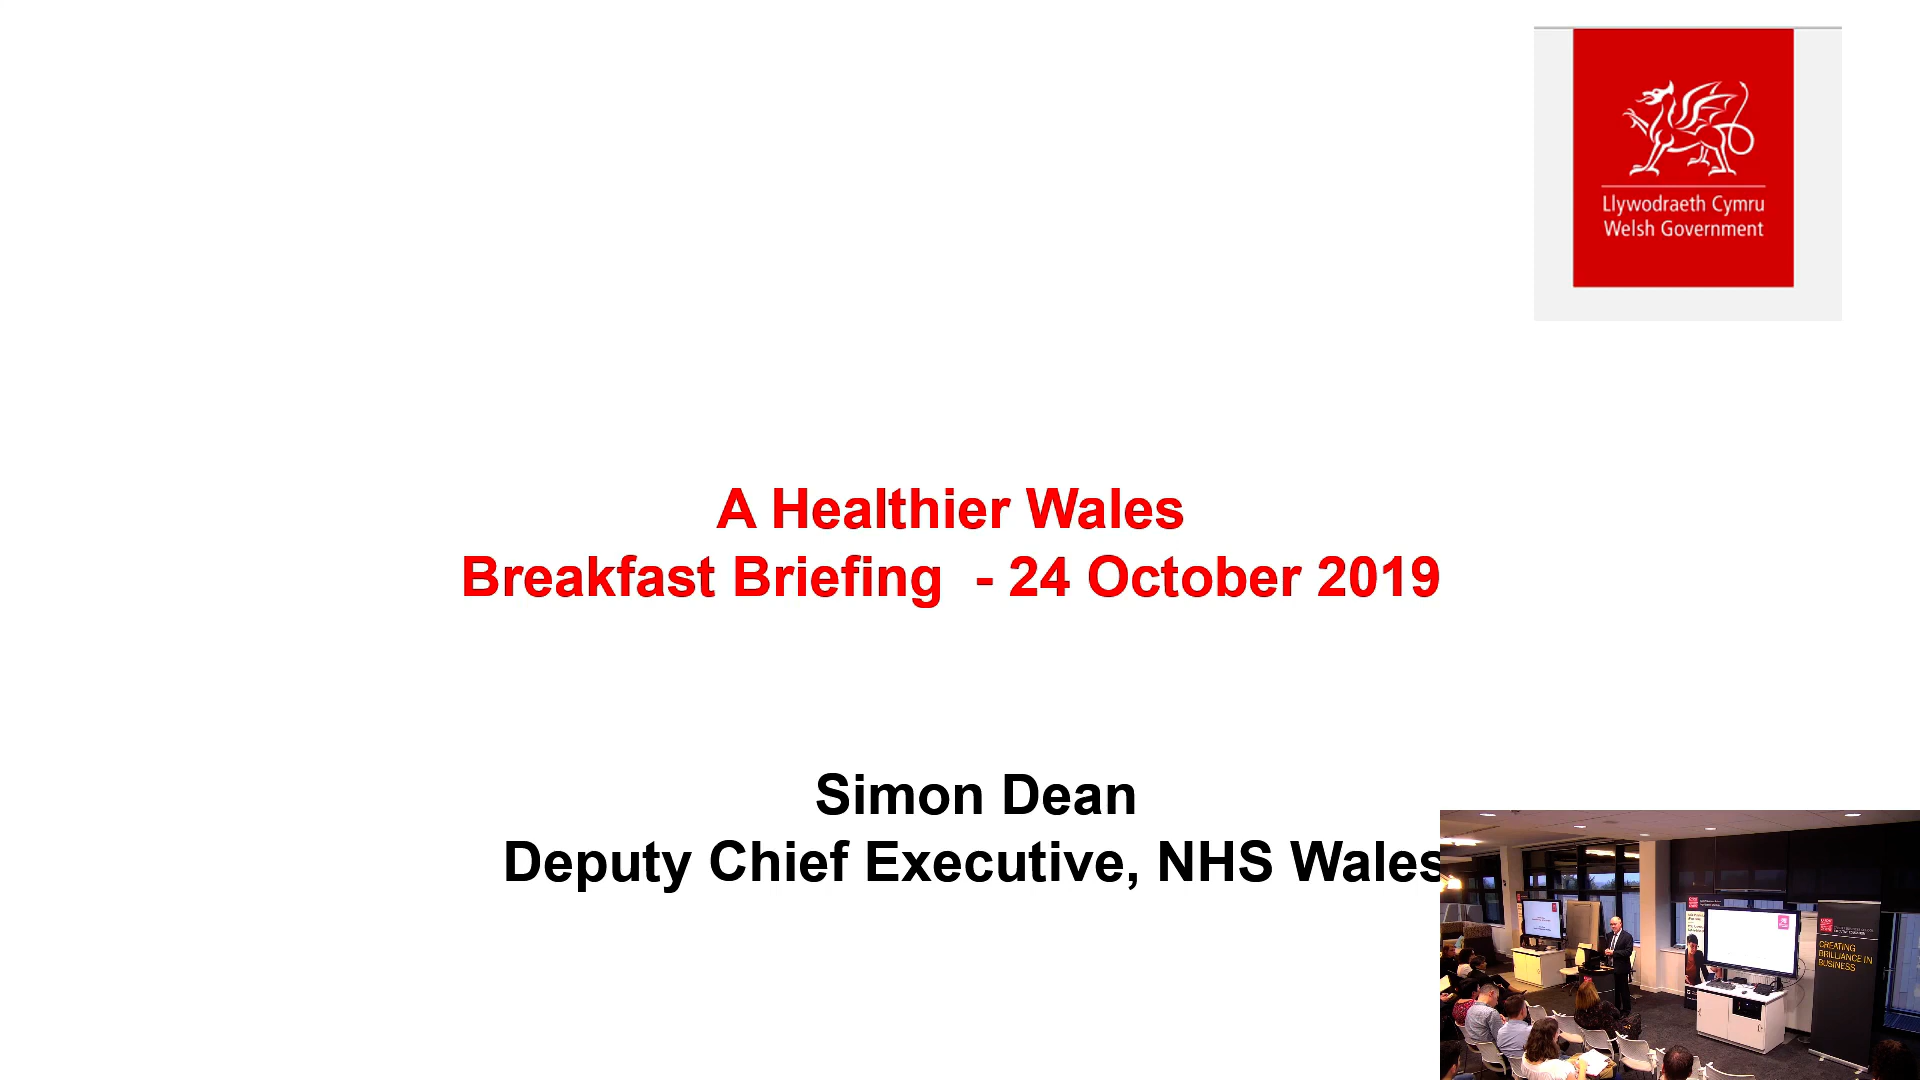 Llywodraeth Cymru
Welsh Government
A Healthier Wales
Breakfast Briefing - 24 October 2019
Simon Dean
Deputy Chief Executive, NHS Wales
CREATING
BRILLIANCE IN
BUSINESS